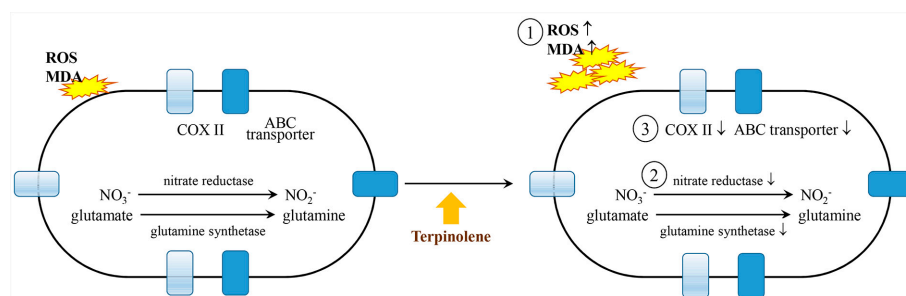 ROS
MDA
COX II
ABC
transporter
nitrate reductase
NO₃⁻
NO₂⁻
glutamate
glutamine
glutamine synthetase
Terpinolene
① ROS ↑
MDA ↑
③ COX II ↓ ABC transporter ↓
② nitrate reductase ↓
NO₃⁻
NO₂⁻
glutamate
glutamine
glutamine synthetase ↓